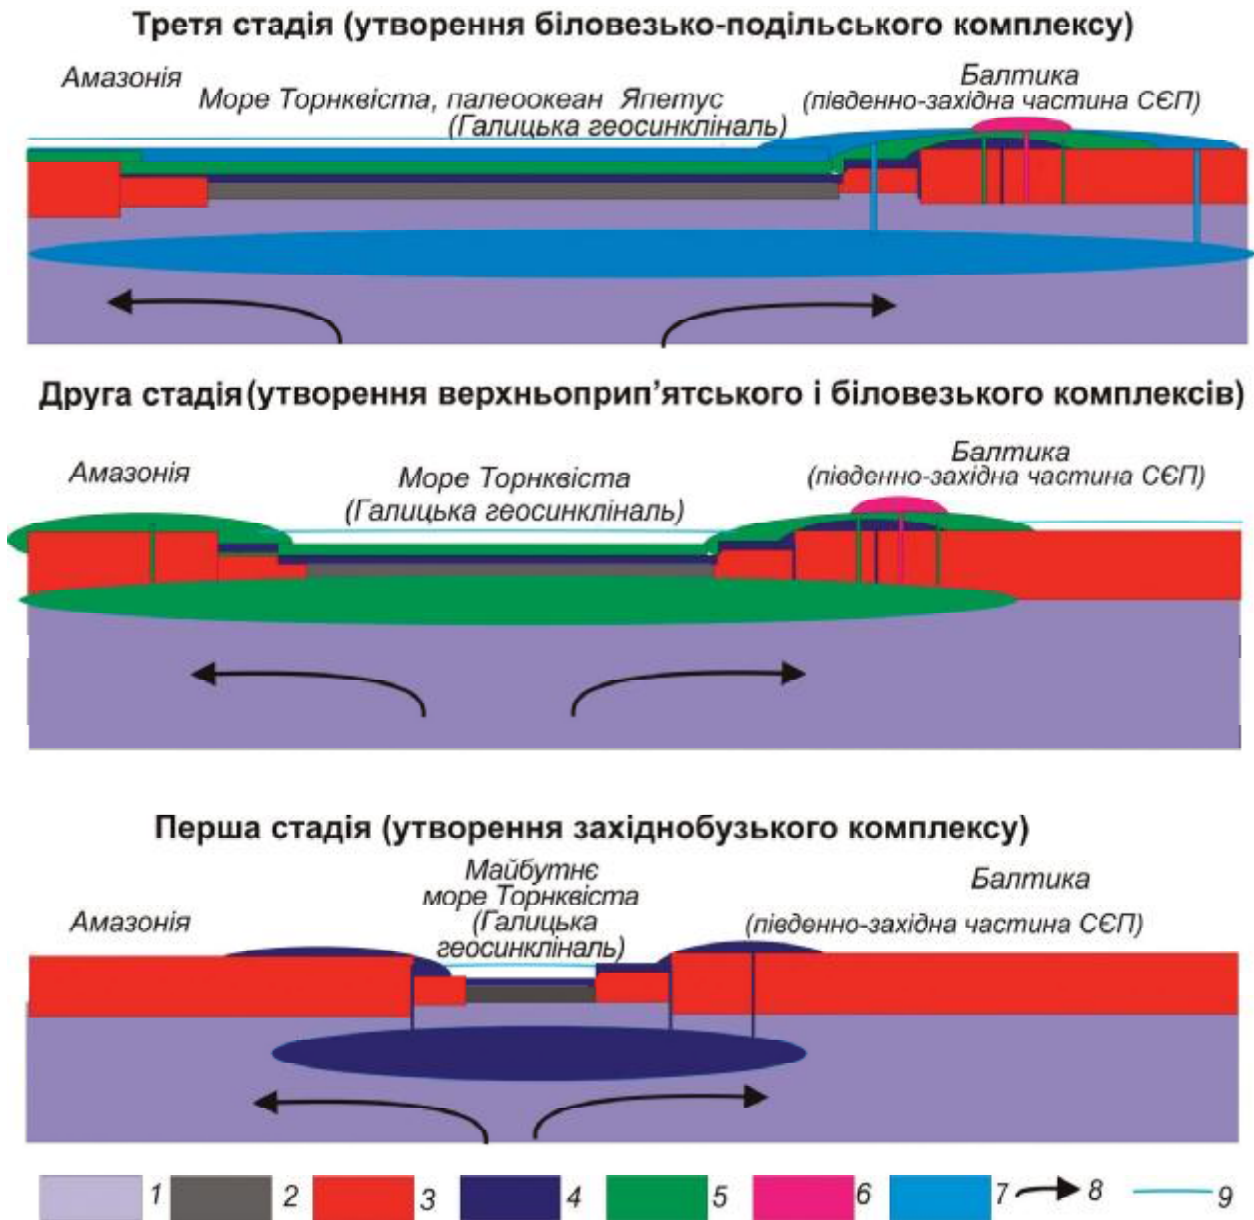 Третя стадія (утворення біловезько-подільського комплексу)
Амазонія
Море Торнквіста, палеоокеан Япетус
(Галицька геосинкліналь)
Балтика
(південно-західна частина СЄП)
Друга стадія (утворення верхньоприп’ятського і біловезького комплексів)
Амазонія
Море Торнквіста
(Галицька геосинкліналь)
Балтика
(південно-західна частина СЄП)
Перша стадія (утворення західнобузького комплексу)
Амазонія
Майбутнє
море Торнквіста
(Галицька
геосинкліналь)
Балтика
(південно-західна частина СЄП)
1 2 3 4 5 6 7 8 9